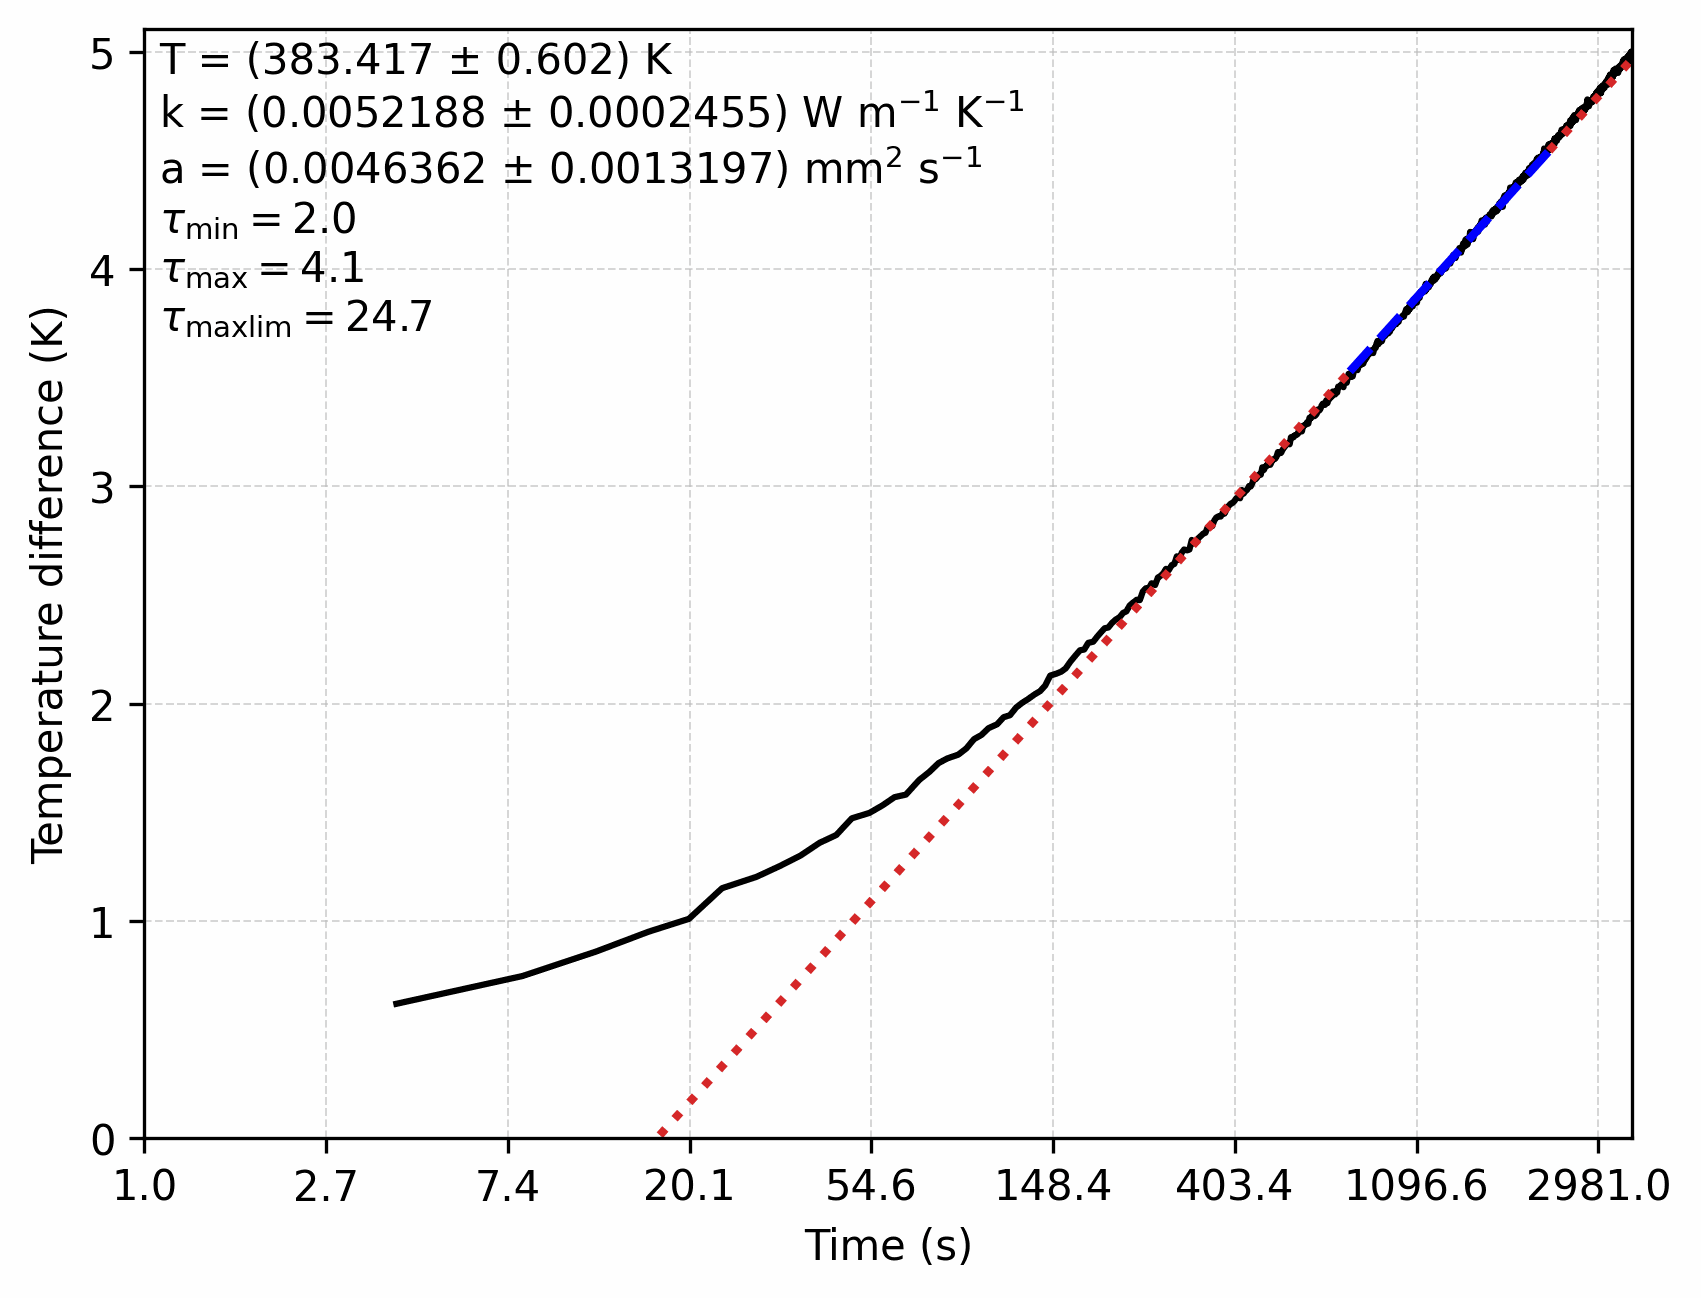 T = (383.417 ± 0.602) K
k = (0.0052188 ± 0.0002455) W m⁻¹ K⁻¹
a = (0.0046362 ± 0.0013197) mm² s⁻¹
τmin = 2.0
τmax = 4.1
τmaxlim = 24.7
Temperature difference (K)
5
4
3
2
1
0
1.0 2.7 7.4 20.1 54.6 148.4 403.4 1096.6 2981.0
Time (s)